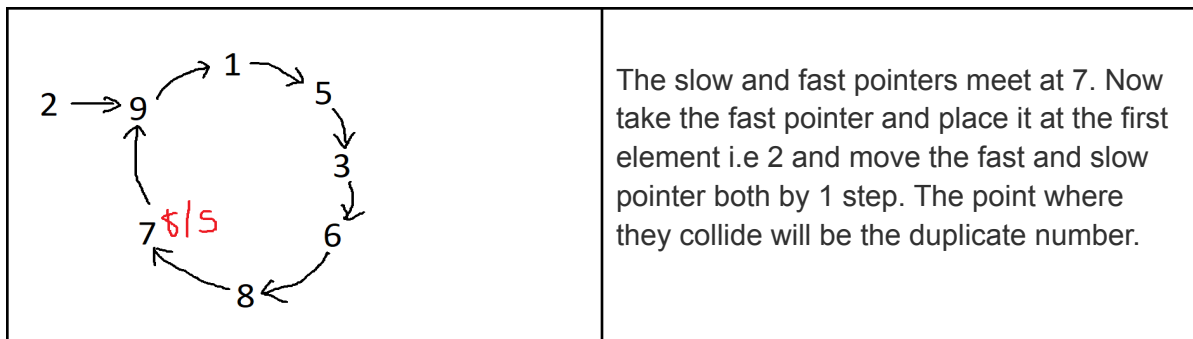 1
5
2
9
3
7 f/s
6
8
The slow and fast pointers meet at 7. Now
take the fast pointer and place it at the first
element i.e 2 and move the fast and slow
pointer both by 1 step. The point where
they collide will be the duplicate number.